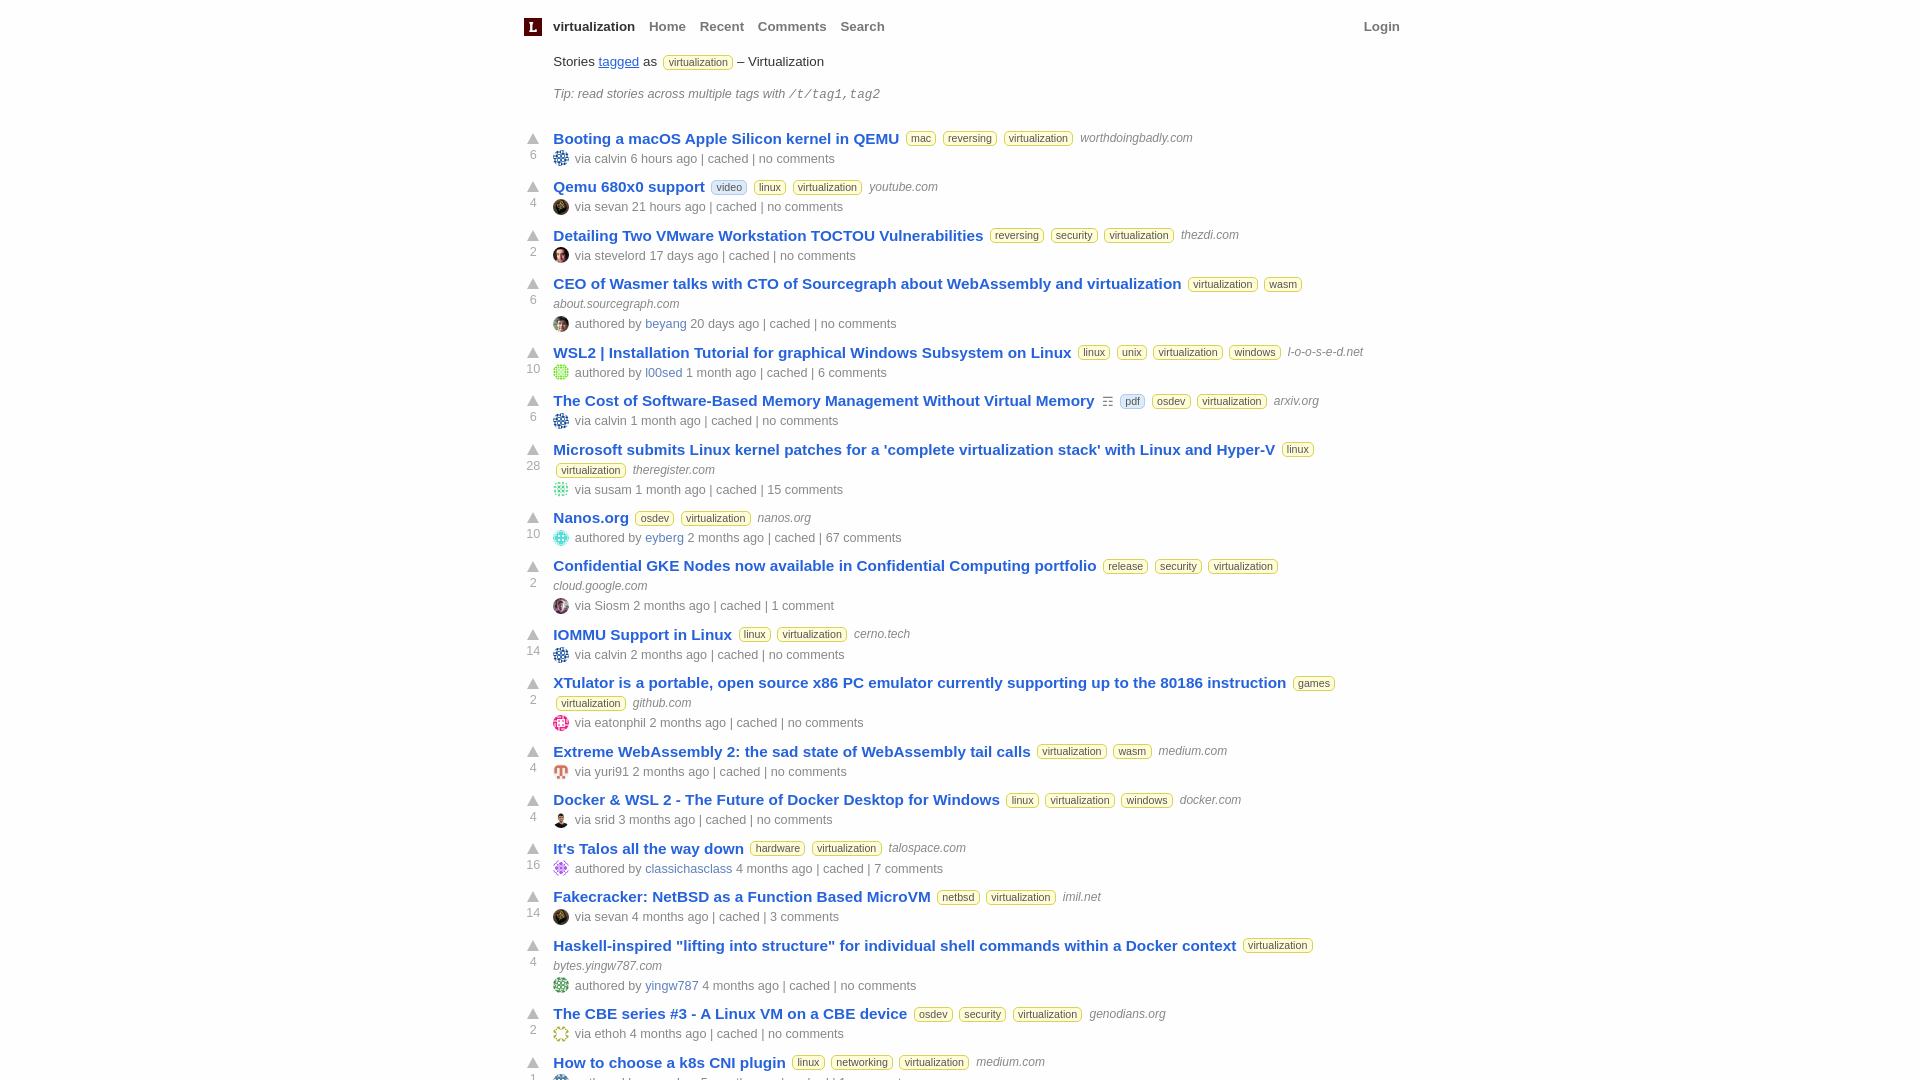 L virtualization Home Recent Comments Search Login
Stories tagged as virtualization – Virtualization
Tip: read stories across multiple tags with /t/tag1,tag2
Booting a macOS Apple Silicon kernel in QEMU mac reversing virtualization worthdoingbadly.com
6 via calvin 6 hours ago | cached | no comments
Qemu 680x0 support video linux virtualization youtube.com
4 via sevan 21 hours ago | cached | no comments
Detailing Two VMware Workstation TOCTOU Vulnerabilities reversing security virtualization thezdi.com
2 via stevelord 17 days ago | cached | no comments
CEO of Wasmer talks with CTO of Sourcegraph about WebAssembly and virtualization virtualization wasm
6 about.sourcegraph.com
authored by beyang 20 days ago | cached | no comments
WSL2 | Installation Tutorial for graphical Windows Subsystem on Linux linux unix virtualization windows l-o-o-s-e-d.net
10 authored by l00sed 1 month ago | cached | 6 comments
The Cost of Software-Based Memory Management Without Virtual Memory ☶ pdf osdev virtualization arxiv.org
6 via calvin 1 month ago | cached | no comments
Microsoft submits Linux kernel patches for a 'complete virtualization stack' with Linux and Hyper-V linux
28 virtualization theregister.com
via susam 1 month ago | cached | 15 comments
Nanos.org osdev virtualization nanos.org
10 authored by eyberg 2 months ago | cached | 67 comments
Confidential GKE Nodes now available in Confidential Computing portfolio release security virtualization
2 cloud.google.com
via Siosm 2 months ago | cached | 1 comment
IOMMU Support in Linux linux virtualization cerno.tech
14 via calvin 2 months ago | cached | no comments
XTulator is a portable, open source x86 PC emulator currently supporting up to the 80186 instruction games
2 virtualization github.com
via eatonphil 2 months ago | cached | no comments
Extreme WebAssembly 2: the sad state of WebAssembly tail calls virtualization wasm medium.com
4 via yuri91 2 months ago | cached | no comments
Docker & WSL 2 - The Future of Docker Desktop for Windows linux virtualization windows docker.com
4 via srid 3 months ago | cached | no comments
It's Talos all the way down hardware virtualization talospace.com
16 authored by classichasclass 4 months ago | cached | 7 comments
Fakecracker: NetBSD as a Function Based MicroVM netbsd virtualization imil.net
14 via sevan 4 months ago | cached | 3 comments
Haskell-inspired "lifting into structure" for individual shell commands within a Docker context virtualization
4 bytes.yingw787.com
authored by yingw787 4 months ago | cached | no comments
The CBE series #3 - A Linux VM on a CBE device osdev security virtualization genodians.org
2 via ethoh 4 months ago | cached | no comments
How to choose a k8s CNI plugin linux networking virtualization medium.com